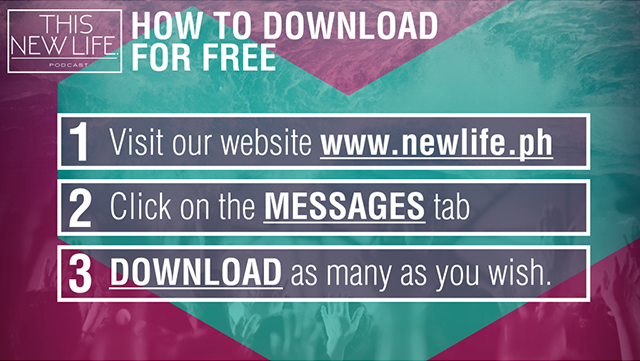 THIS
NEW LIFE.
PODCAST
HOW TO DOWNLOAD
FOR FREE
1 Visit our website www.newlife.ph
2 Click on the MESSAGES tab
3 DOWNLOAD as many as you wish.